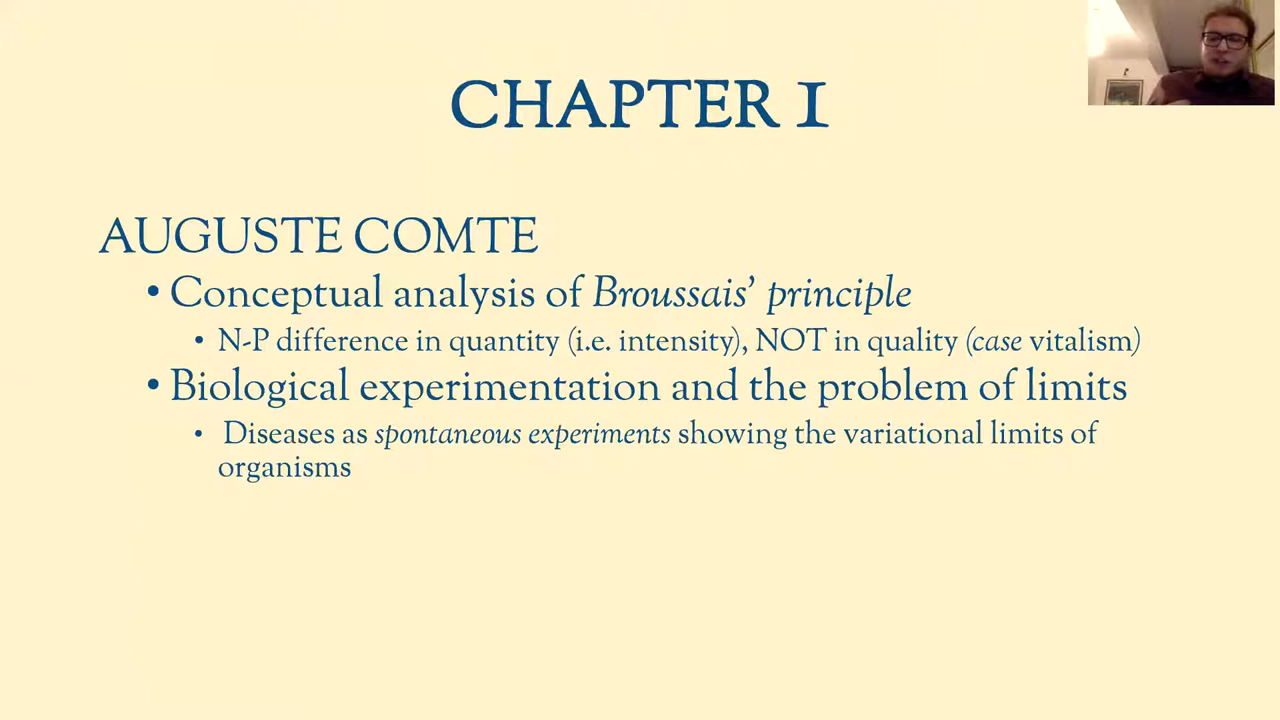 CHAPTER I
AUGUSTE COMTE
• Conceptual analysis of Broussais' principle
• N-P difference in quantity (i.e. intensity), NOT in quality (case vitalism)
• Biological experimentation and the problem of limits
• Diseases as spontaneous experiments showing the variational limits of
organisms